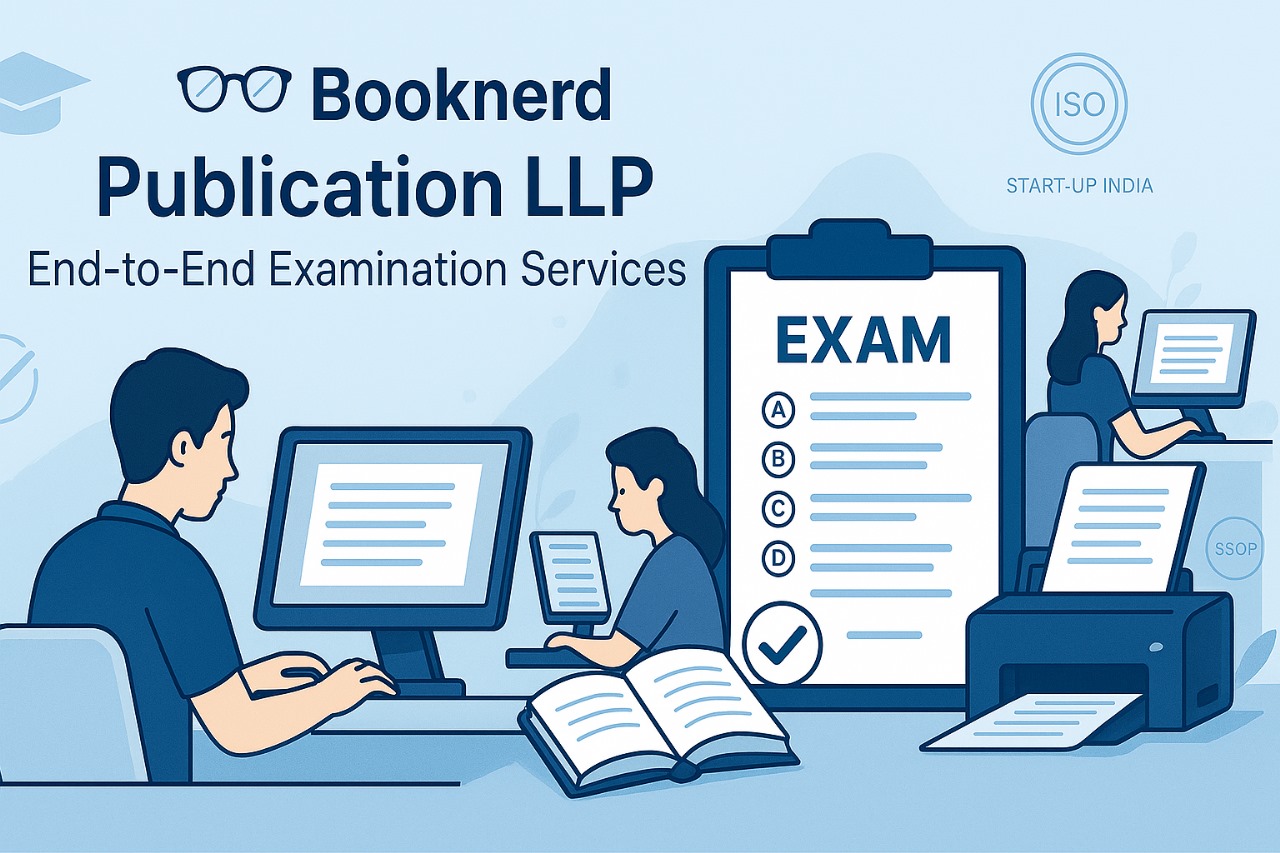 Booknerd
Publication LLP
End-to-End Examination Services
ISO
START-UP INDIA
EXAM
A
B
C
D
SSOP